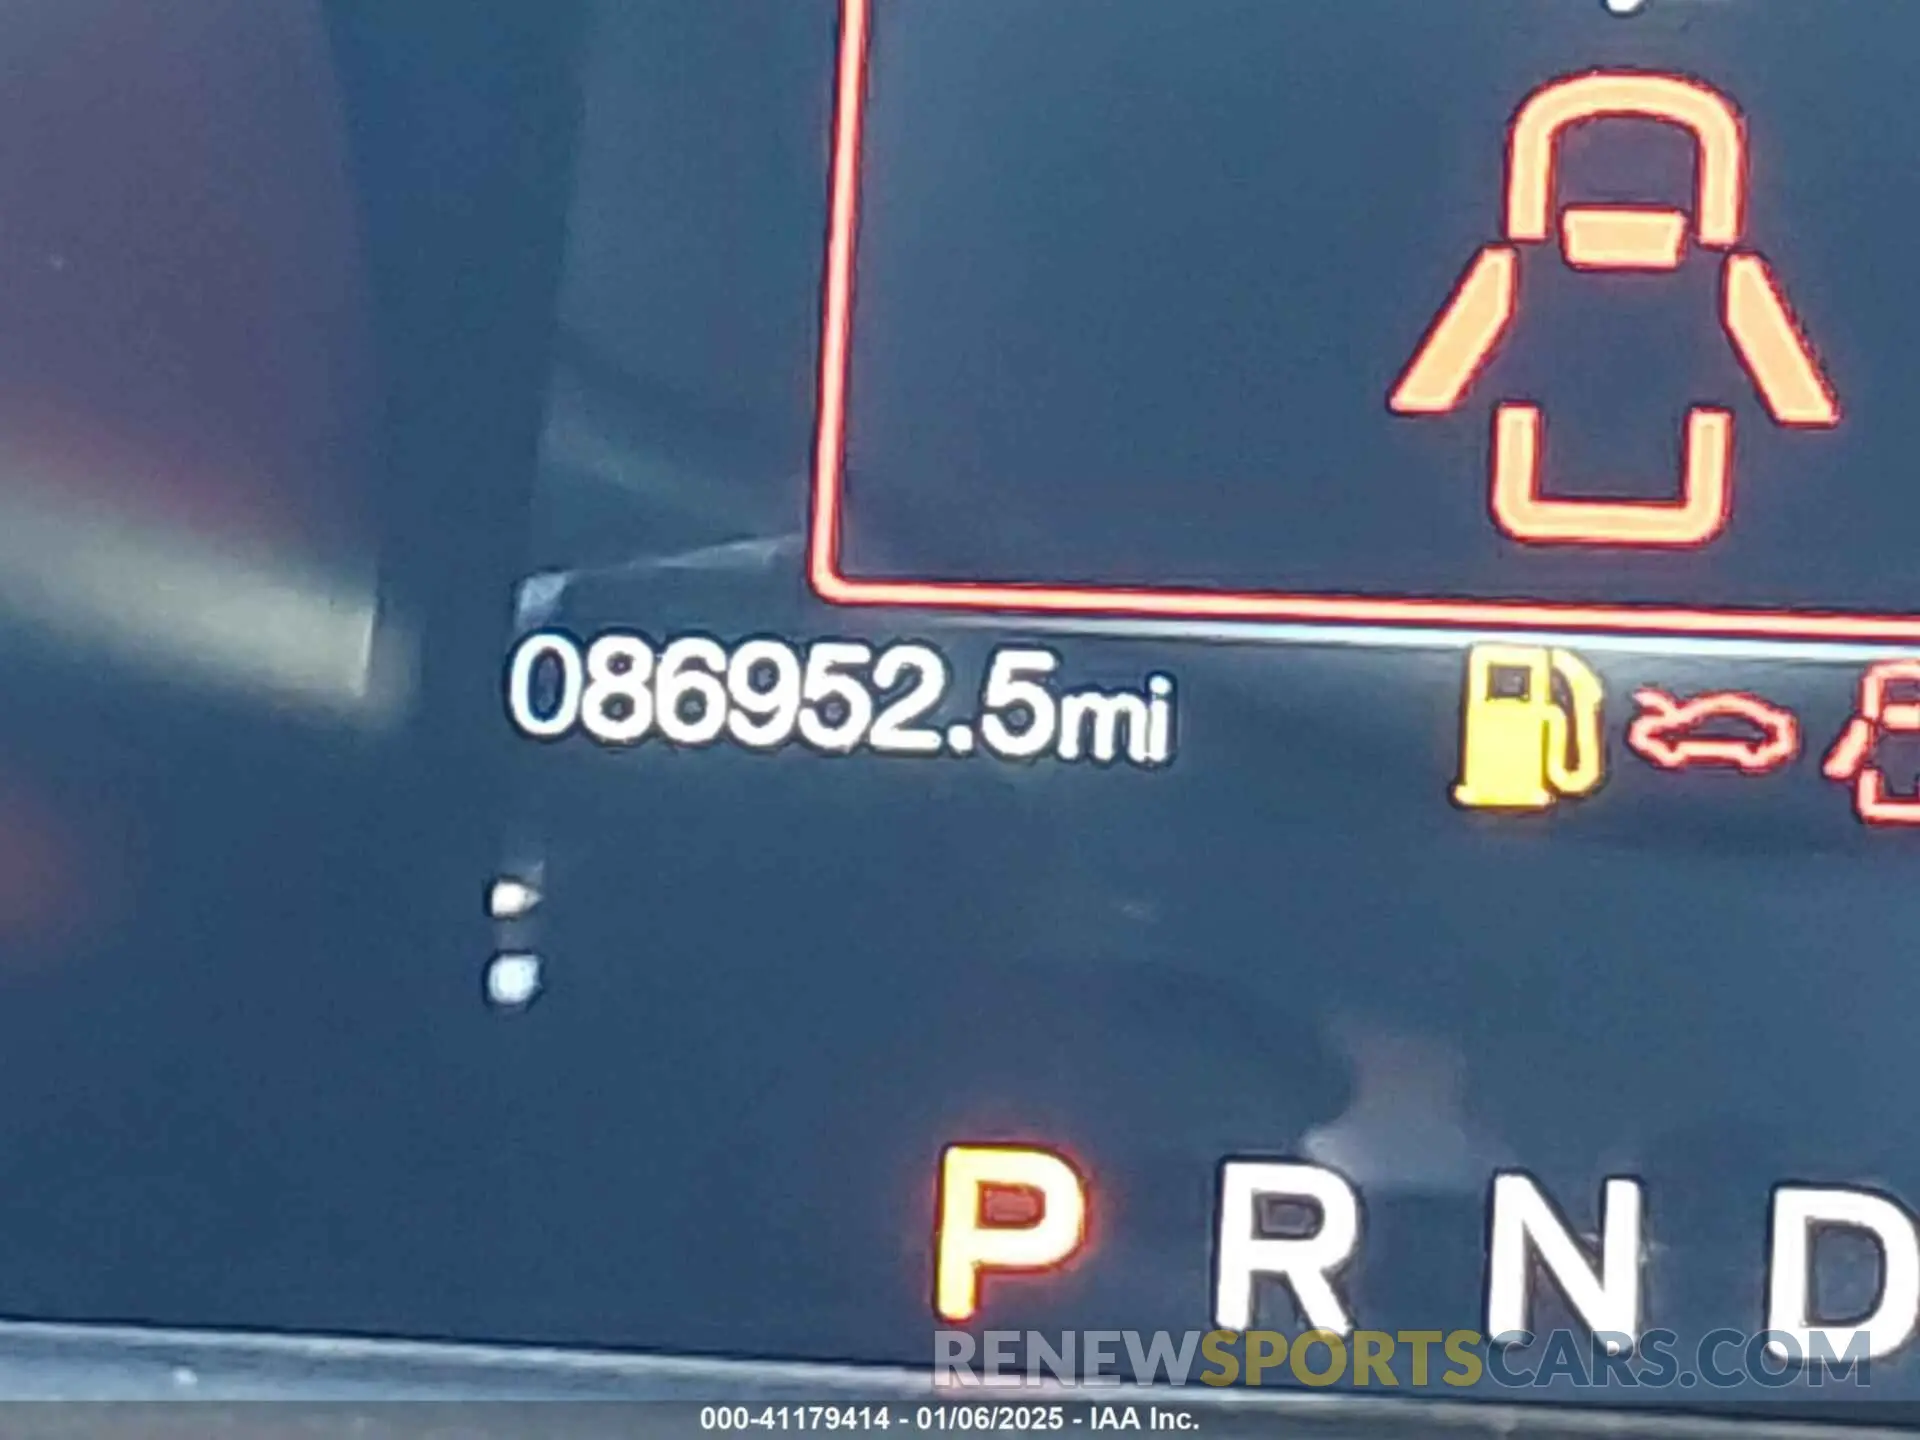 086952.5mi
P R N D
RENEWSPORTSCARS.COM
000-41179414 - 01/06/2025 - IAA Inc.